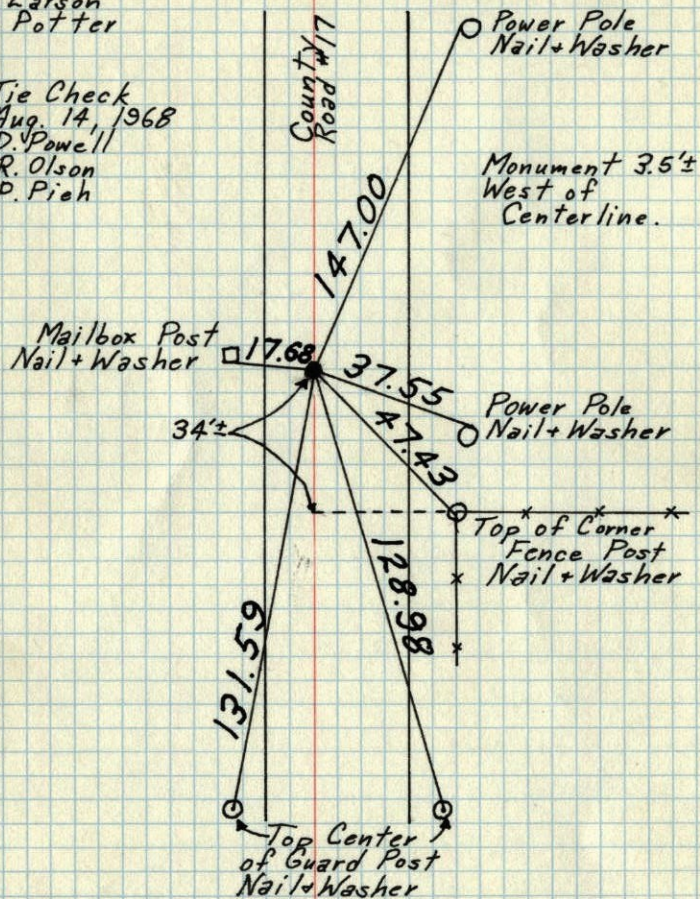 Larson
Potter
Tie Check
Aug. 14, 1968
D. Powell
R. Olson
D. Pieh
County
Road #17
Power Pole
Nail + Washer
Monument 3.5'±
West of
Centerline.
147.00
Mailbox Post
Nail + Washer
17.68
37.55
47.43
34'±
Power Pole
Nail + Washer
Top of Corner
Fence Post
Nail + Washer
128.98
131.59
Top Center
of Guard Post
Nail + Washer